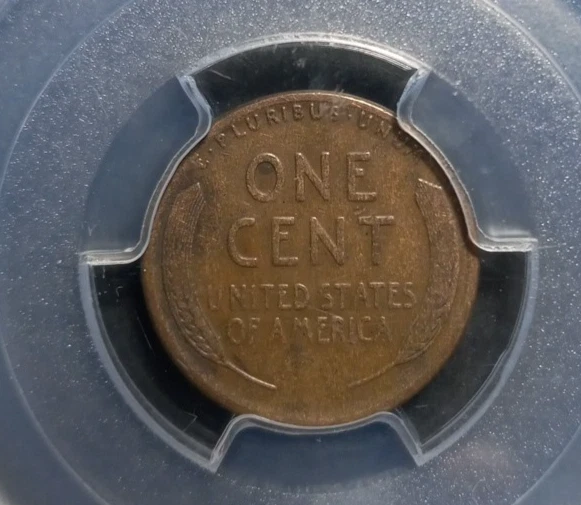 E·PLURIBUS·UNUM
ONE
CENT
UNITED STATES
OF AMERICA